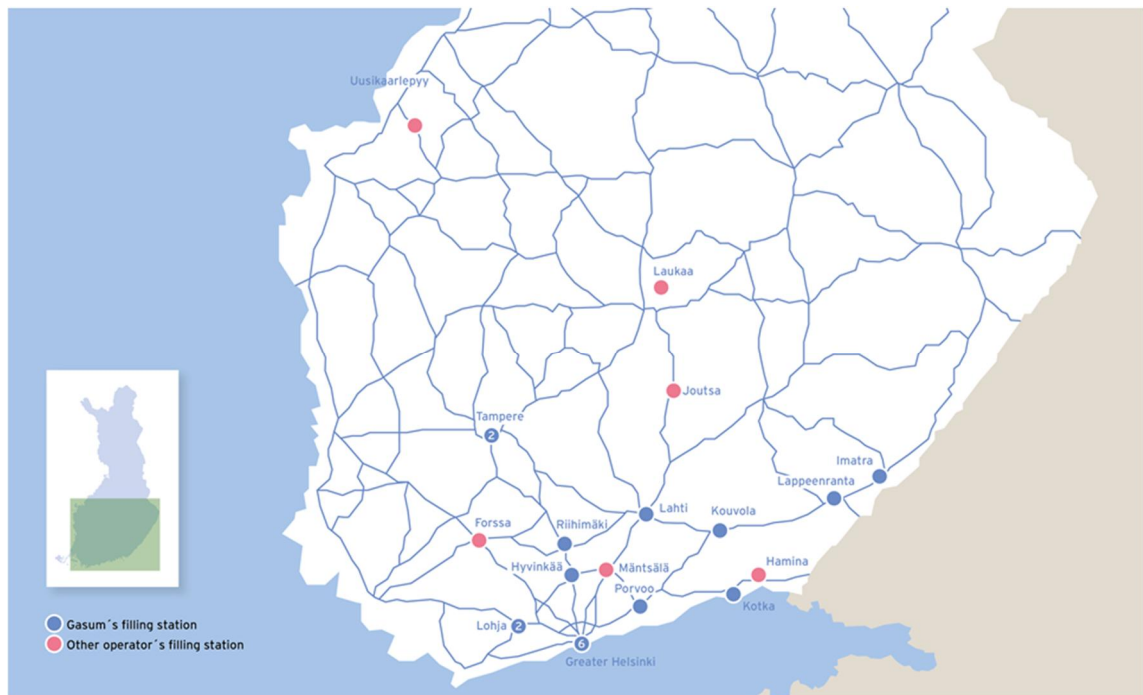 Uusikaarlepyy
Laukaa
Joutsa
Tampere
2
Imatra
Lappeenranta
Lahti
Kouvola
Forssa
Riihimäki
Hyvinkää
Mäntsälä
Hamina
Porvoo
Kotka
Lohja
2
6
Greater Helsinki
Gasum´s filling station
Other operator´s filling station